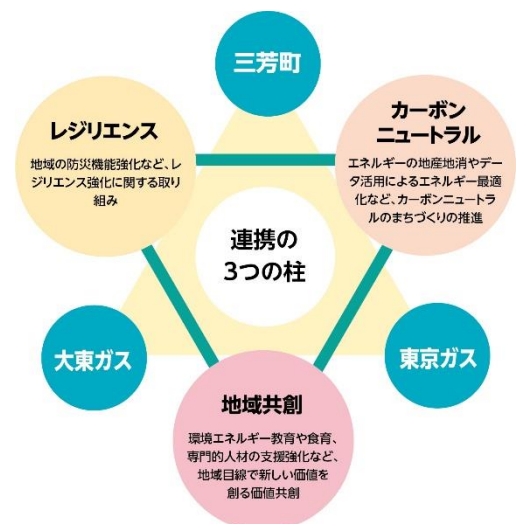 三芳町
レジリエンス
地域の防災機能強化など、レ
ジリエンス強化に関する取り
組み
カーボン
ニュートラル
エネルギーの地産地消やデー
タ活用によるエネルギー最適
化など、カーボンニュートラ
ルのまちづくりの推進
連携の
3つの柱
大東ガス
東京ガス
地域共創
環境エネルギー教育や食育、
専門的人材の支援強化など、
地域目線で新しい価値を
創る価値共創